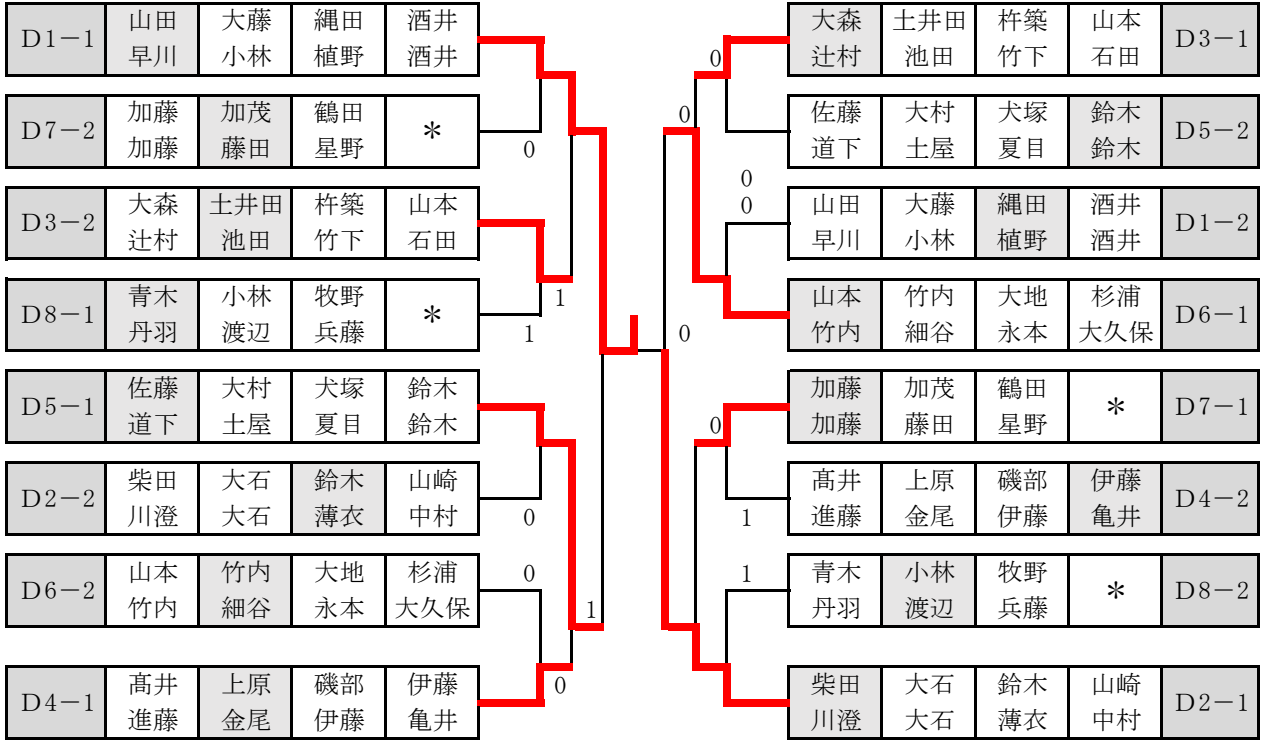 D1-1 山田 大藤 縄田 酒井
早川 小林 植野 酒井
D7-2 加藤 加茂 鶴田 *
加藤 藤田 星野
0
D3-2 大森 土井田 杵築 山本
辻村 池田 竹下 石田
1
D8-1 青木 小林 牧野 *
丹羽 渡辺 兵藤
1
D5-1 佐藤 大村 犬塚 鈴木
道下 土屋 夏目 鈴木
D2-2 柴田 大石 鈴木 山崎
川澄 大石 薄衣 中村
0
D6-2 山本 竹内 大地 杉浦
竹内 細谷 永本 大久保
0
1
D4-1 髙井 上原 磯部 伊藤
進藤 金尾 伊藤 亀井
0
大森 土井田 杵築 山本 D3-1
辻村 池田 竹下 石田
0
佐藤 大村 犬塚 鈴木 D5-2
道下 土屋 夏目 鈴木
0
0
0
山田 大藤 縄田 酒井 D1-2
早川 小林 植野 酒井
山本 竹内 大地 杉浦 D6-1
竹内 細谷 永本 大久保
0
加藤 加茂 鶴田 * D7-1
加藤 藤田 星野
0
髙井 上原 磯部 伊藤 D4-2
進藤 金尾 伊藤 亀井
1
青木 小林 牧野 * D8-2
丹羽 渡辺 兵藤
1
柴田 大石 鈴木 山崎 D2-1
川澄 大石 薄衣 中村